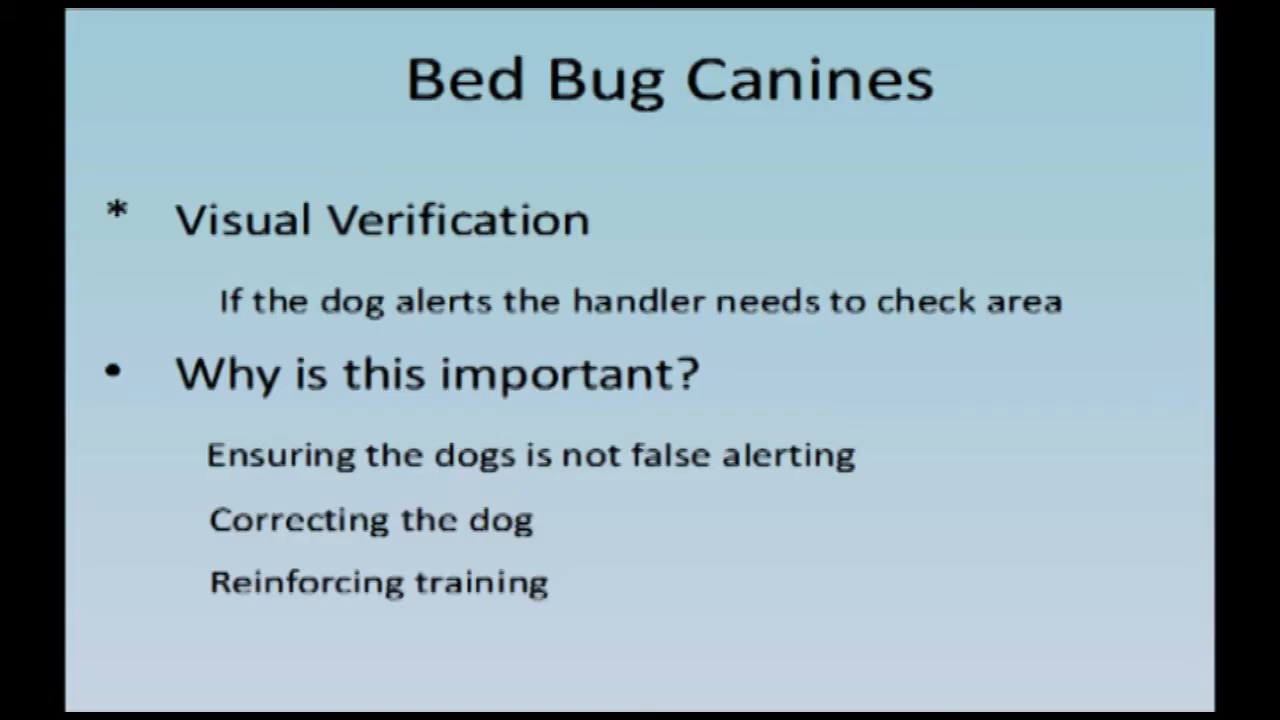 Bed Bug Canines
* Visual Verification
If the dog alerts the handler needs to check area
• Why is this important?
Ensuring the dogs is not false alerting
Correcting the dog
Reinforcing training